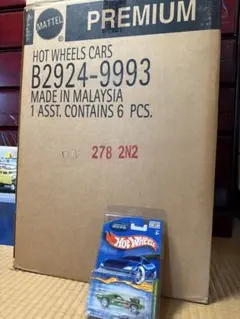 MATTEL
PREMIUM
HOT WHEELS CARS
B2924-9993
MADE IN MALAYSIA
1 ASST. CONTAINS 6 PCS.
278 2N2
HOT WHEELS